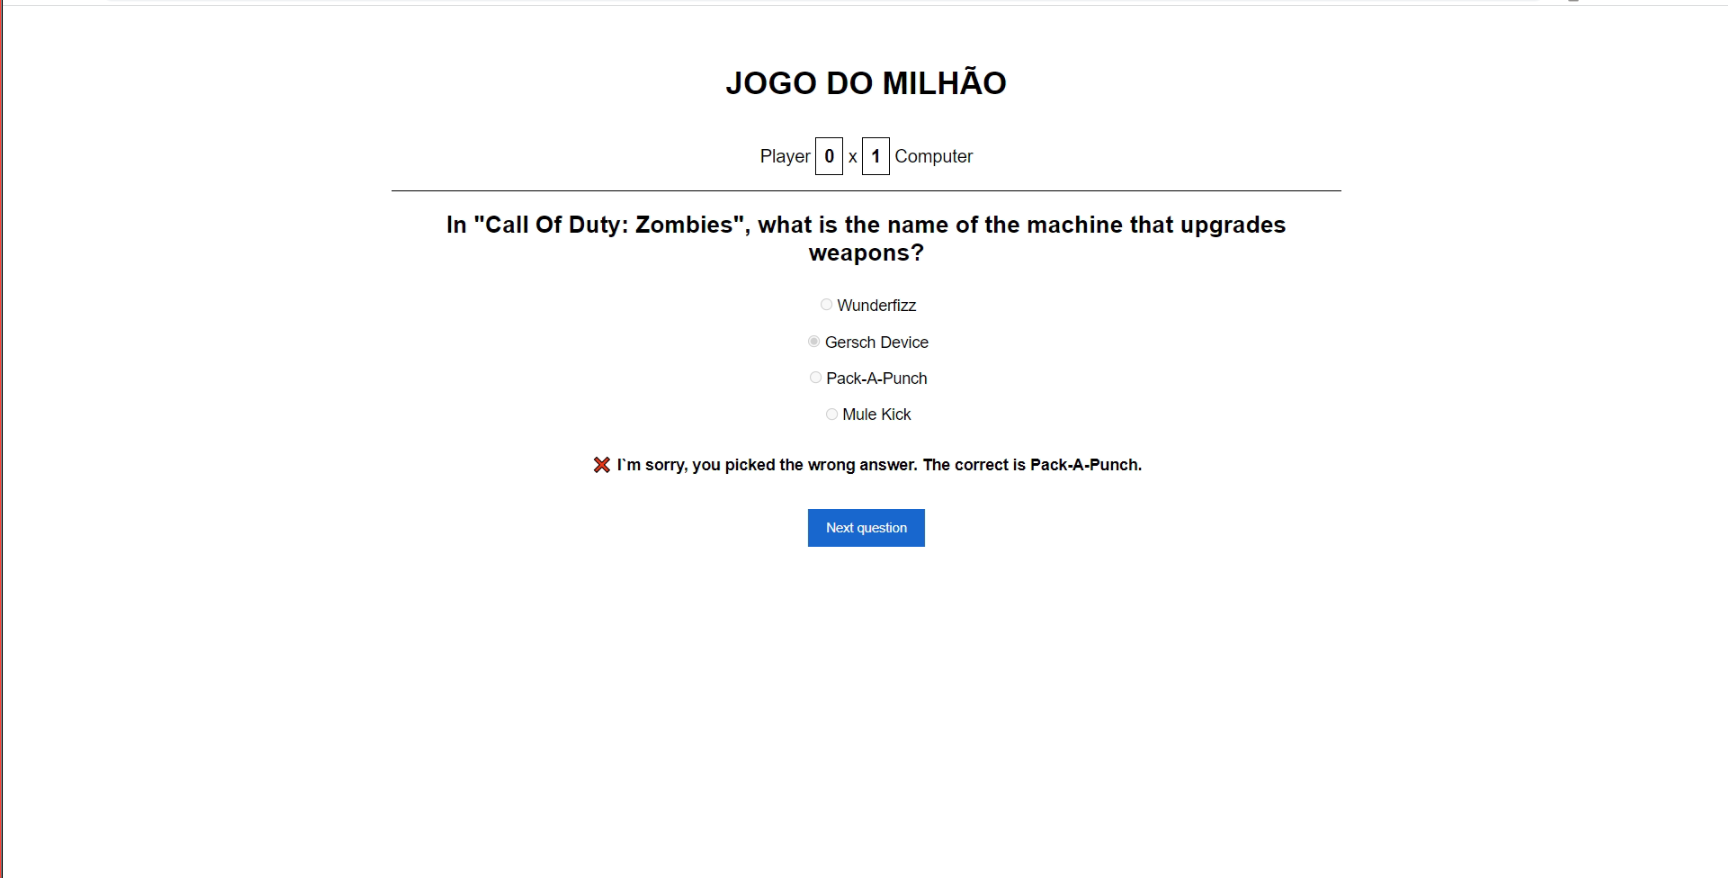 JOGO DO MILHÃO
Player 0 x 1 Computer
In "Call Of Duty: Zombies", what is the name of the machine that upgrades
weapons?
Wunderfizz
Gersch Device
Pack-A-Punch
Mule Kick
❌ I`m sorry, you picked the wrong answer. The correct is Pack-A-Punch.
Next question